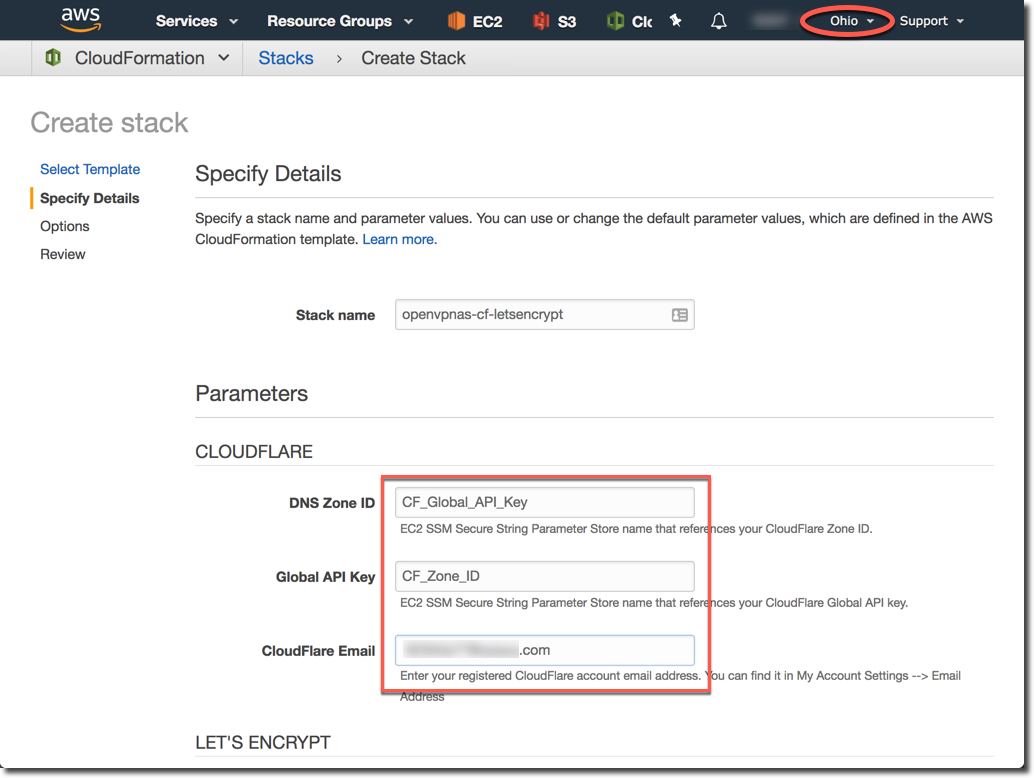 aws Services Resource Groups EC2 S3 Clc Ohio Support
CloudFormation Stacks › Create Stack
Create stack
Select Template
Specify Details
Options
Review
Specify Details
Specify a stack name and parameter values. You can use or change the default parameter values, which are defined in the AWS
CloudFormation template. Learn more.
Stack name openvpnas-cf-letsencrypt
Parameters
CLOUDFLARE
DNS Zone ID CF_Global_API_Key
EC2 SSM Secure String Parameter Store name that references your CloudFlare Zone ID.
Global API Key CF_Zone_ID
EC2 SSM Secure String Parameter Store name that references your CloudFlare Global API key.
CloudFlare Email .com
Enter your registered CloudFlare account email address. You can find it in My Account Settings --> Email
Address
LET'S ENCRYPT